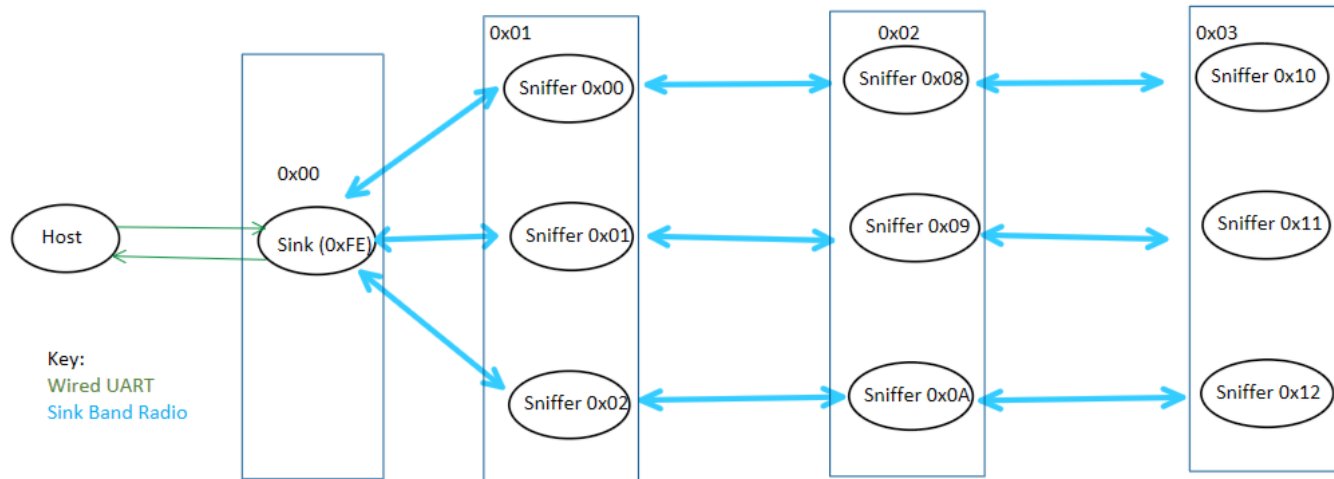 0x01
0x02
0x03
Sniffer 0x00
Sniffer 0x08
Sniffer 0x10
0x00
Host
Sink (0xFE)
Sniffer 0x01
Sniffer 0x09
Sniffer 0x11
Key:
Wired UART
Sink Band Radio
Sniffer 0x02
Sniffer 0x0A
Sniffer 0x12